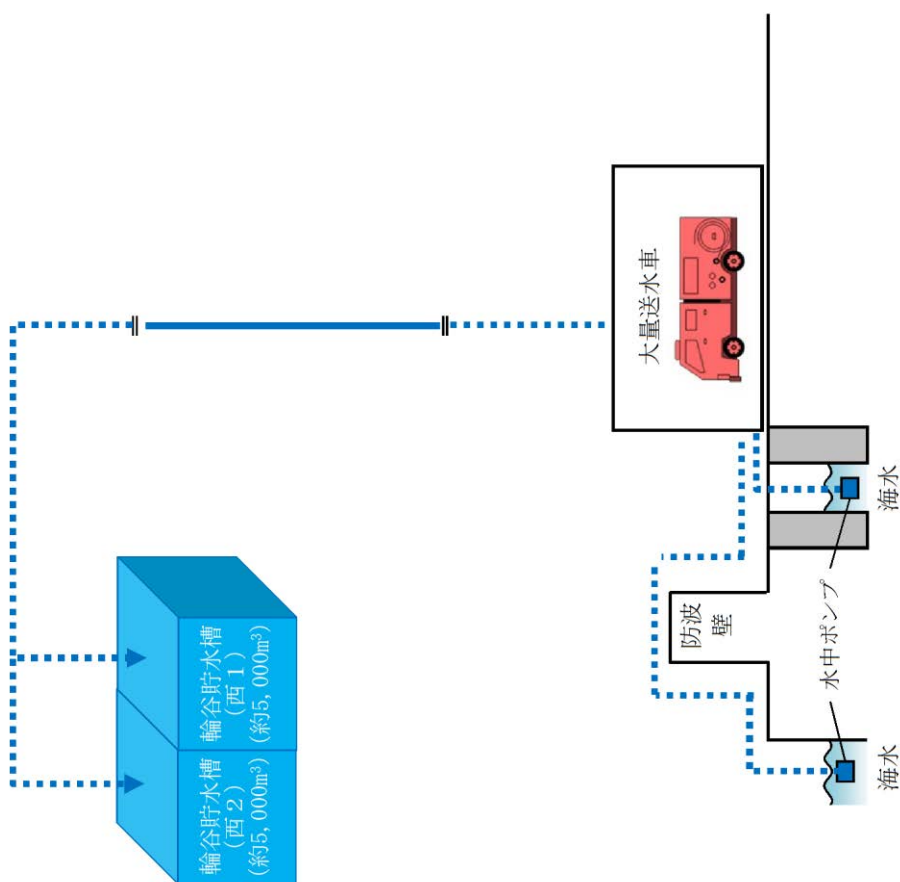 輪谷貯水槽
（西２）
(約5,000m³)
輪谷貯水槽
（西１）
(約5,000m³)
大量送水車
防波
壁
水中ポンプ
海水
海水